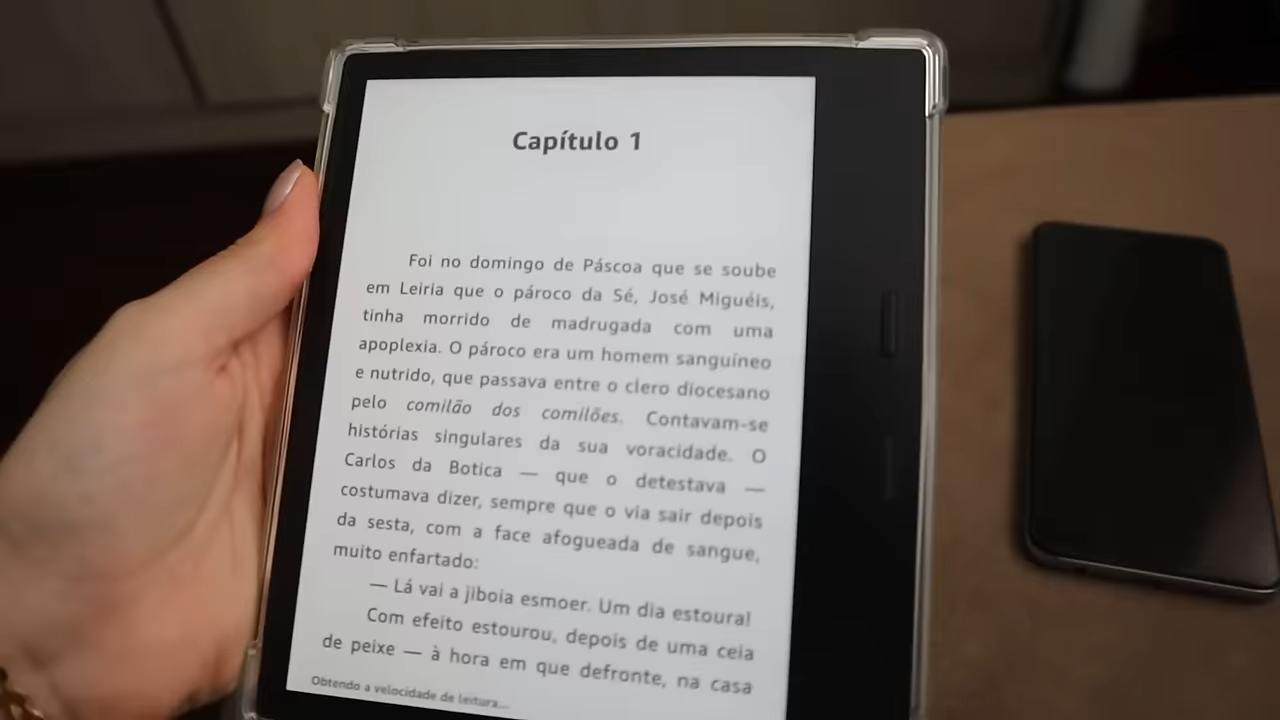 Capítulo 1
Foi no domingo de Páscoa que se soube
em Leiria que o pároco da Sé, José Miguéis,
tinha morrido de madrugada com uma
apoplexia. O pároco era um homem sanguíneo
e nutrido, que passava entre o clero diocesano
pelo comilão dos comilões. Contavam-se
histórias singulares da sua voracidade. O
Carlos da Botica — que o detestava —
costumava dizer, sempre que o via sair depois
da sesta, com a face afogueada de sangue,
muito enfartado:
— Lá vai a jiboia esmoer. Um dia estoura!
Com efeito estourou, depois de uma ceia
de peixe — à hora em que defronte, na casa
Obtendo a velocidade de leitura...